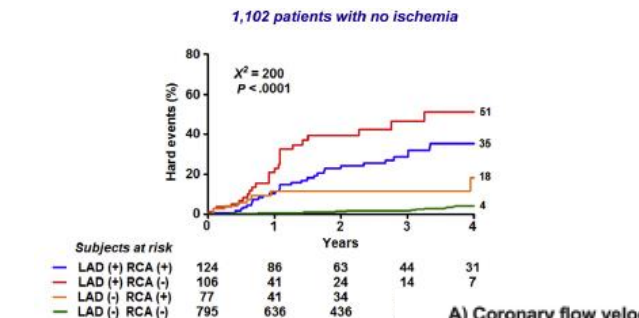 1,102 patients with no ischemia
80
X² = 200
P < .0001
60
40
20
0
Hard events (%)
51
35
18
4
0 1 2 3 4
Years
Subjects at risk
LAD (+) RCA (+) 124 86 63 44 31
LAD (+) RCA (-) 106 41 24 14 7
LAD (-) RCA (+) 77 41 34
LAD (-) RCA (-) 795 636 436
A) Coronary flow